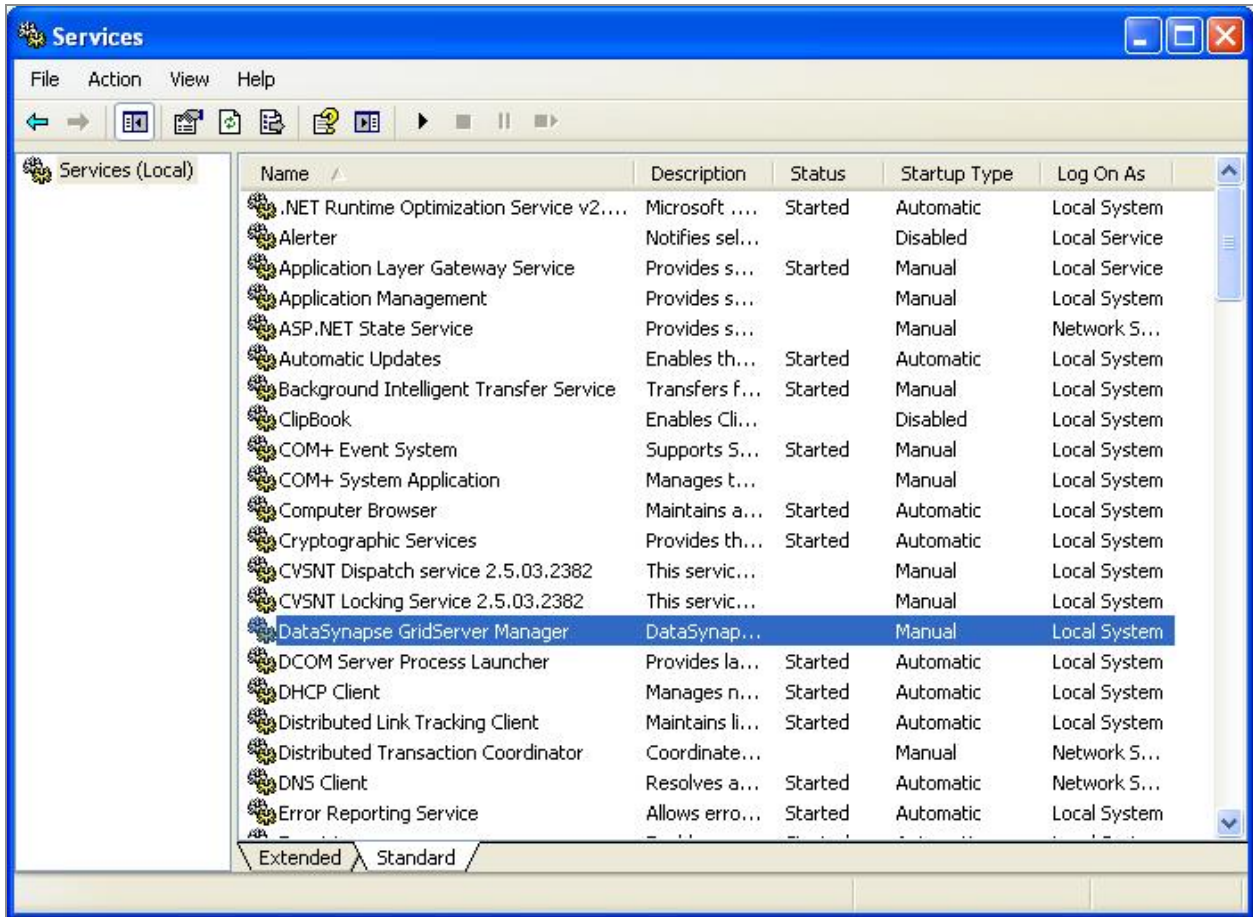 Services
File Action View Help
Services (Local)
Name Description Status Startup Type Log On As
.NET Runtime Optimization Service v2.... Microsoft .... Started Automatic Local System
Alerter Notifies sel... Disabled Local Service
Application Layer Gateway Service Provides s... Started Manual Local Service
Application Management Provides s... Manual Local System
ASP.NET State Service Provides s... Manual Network S...
Automatic Updates Enables th... Started Automatic Local System
Background Intelligent Transfer Service Transfers f... Started Manual Local System
ClipBook Enables Cli... Disabled Local System
COM+ Event System Supports S... Started Manual Local System
COM+ System Application Manages t... Manual Local System
Computer Browser Maintains a... Started Automatic Local System
Cryptographic Services Provides th... Started Automatic Local System
CVSNT Dispatch service 2.5.03.2382 This servic... Manual Local System
CVSNT Locking Service 2.5.03.2382 This servic... Manual Local System
DataSynapse GridServer Manager DataSynap... Manual Local System
DCOM Server Process Launcher Provides la... Started Automatic Local System
DHCP Client Manages n... Started Automatic Local System
Distributed Link Tracking Client Maintains li... Started Automatic Local System
Distributed Transaction Coordinator Coordinate... Manual Network S...
DNS Client Resolves a... Started Automatic Network S...
Error Reporting Service Allows erro... Started Automatic Local System
Extended Standard